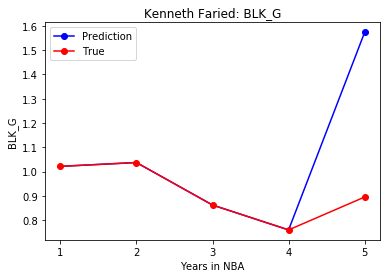 Kenneth Faried: BLK_G
Prediction
True
BLK_G
1.6
1.5
1.4
1.3
1.2
1.1
1.0
0.9
0.8
1 2 3 4 5
Years in NBA